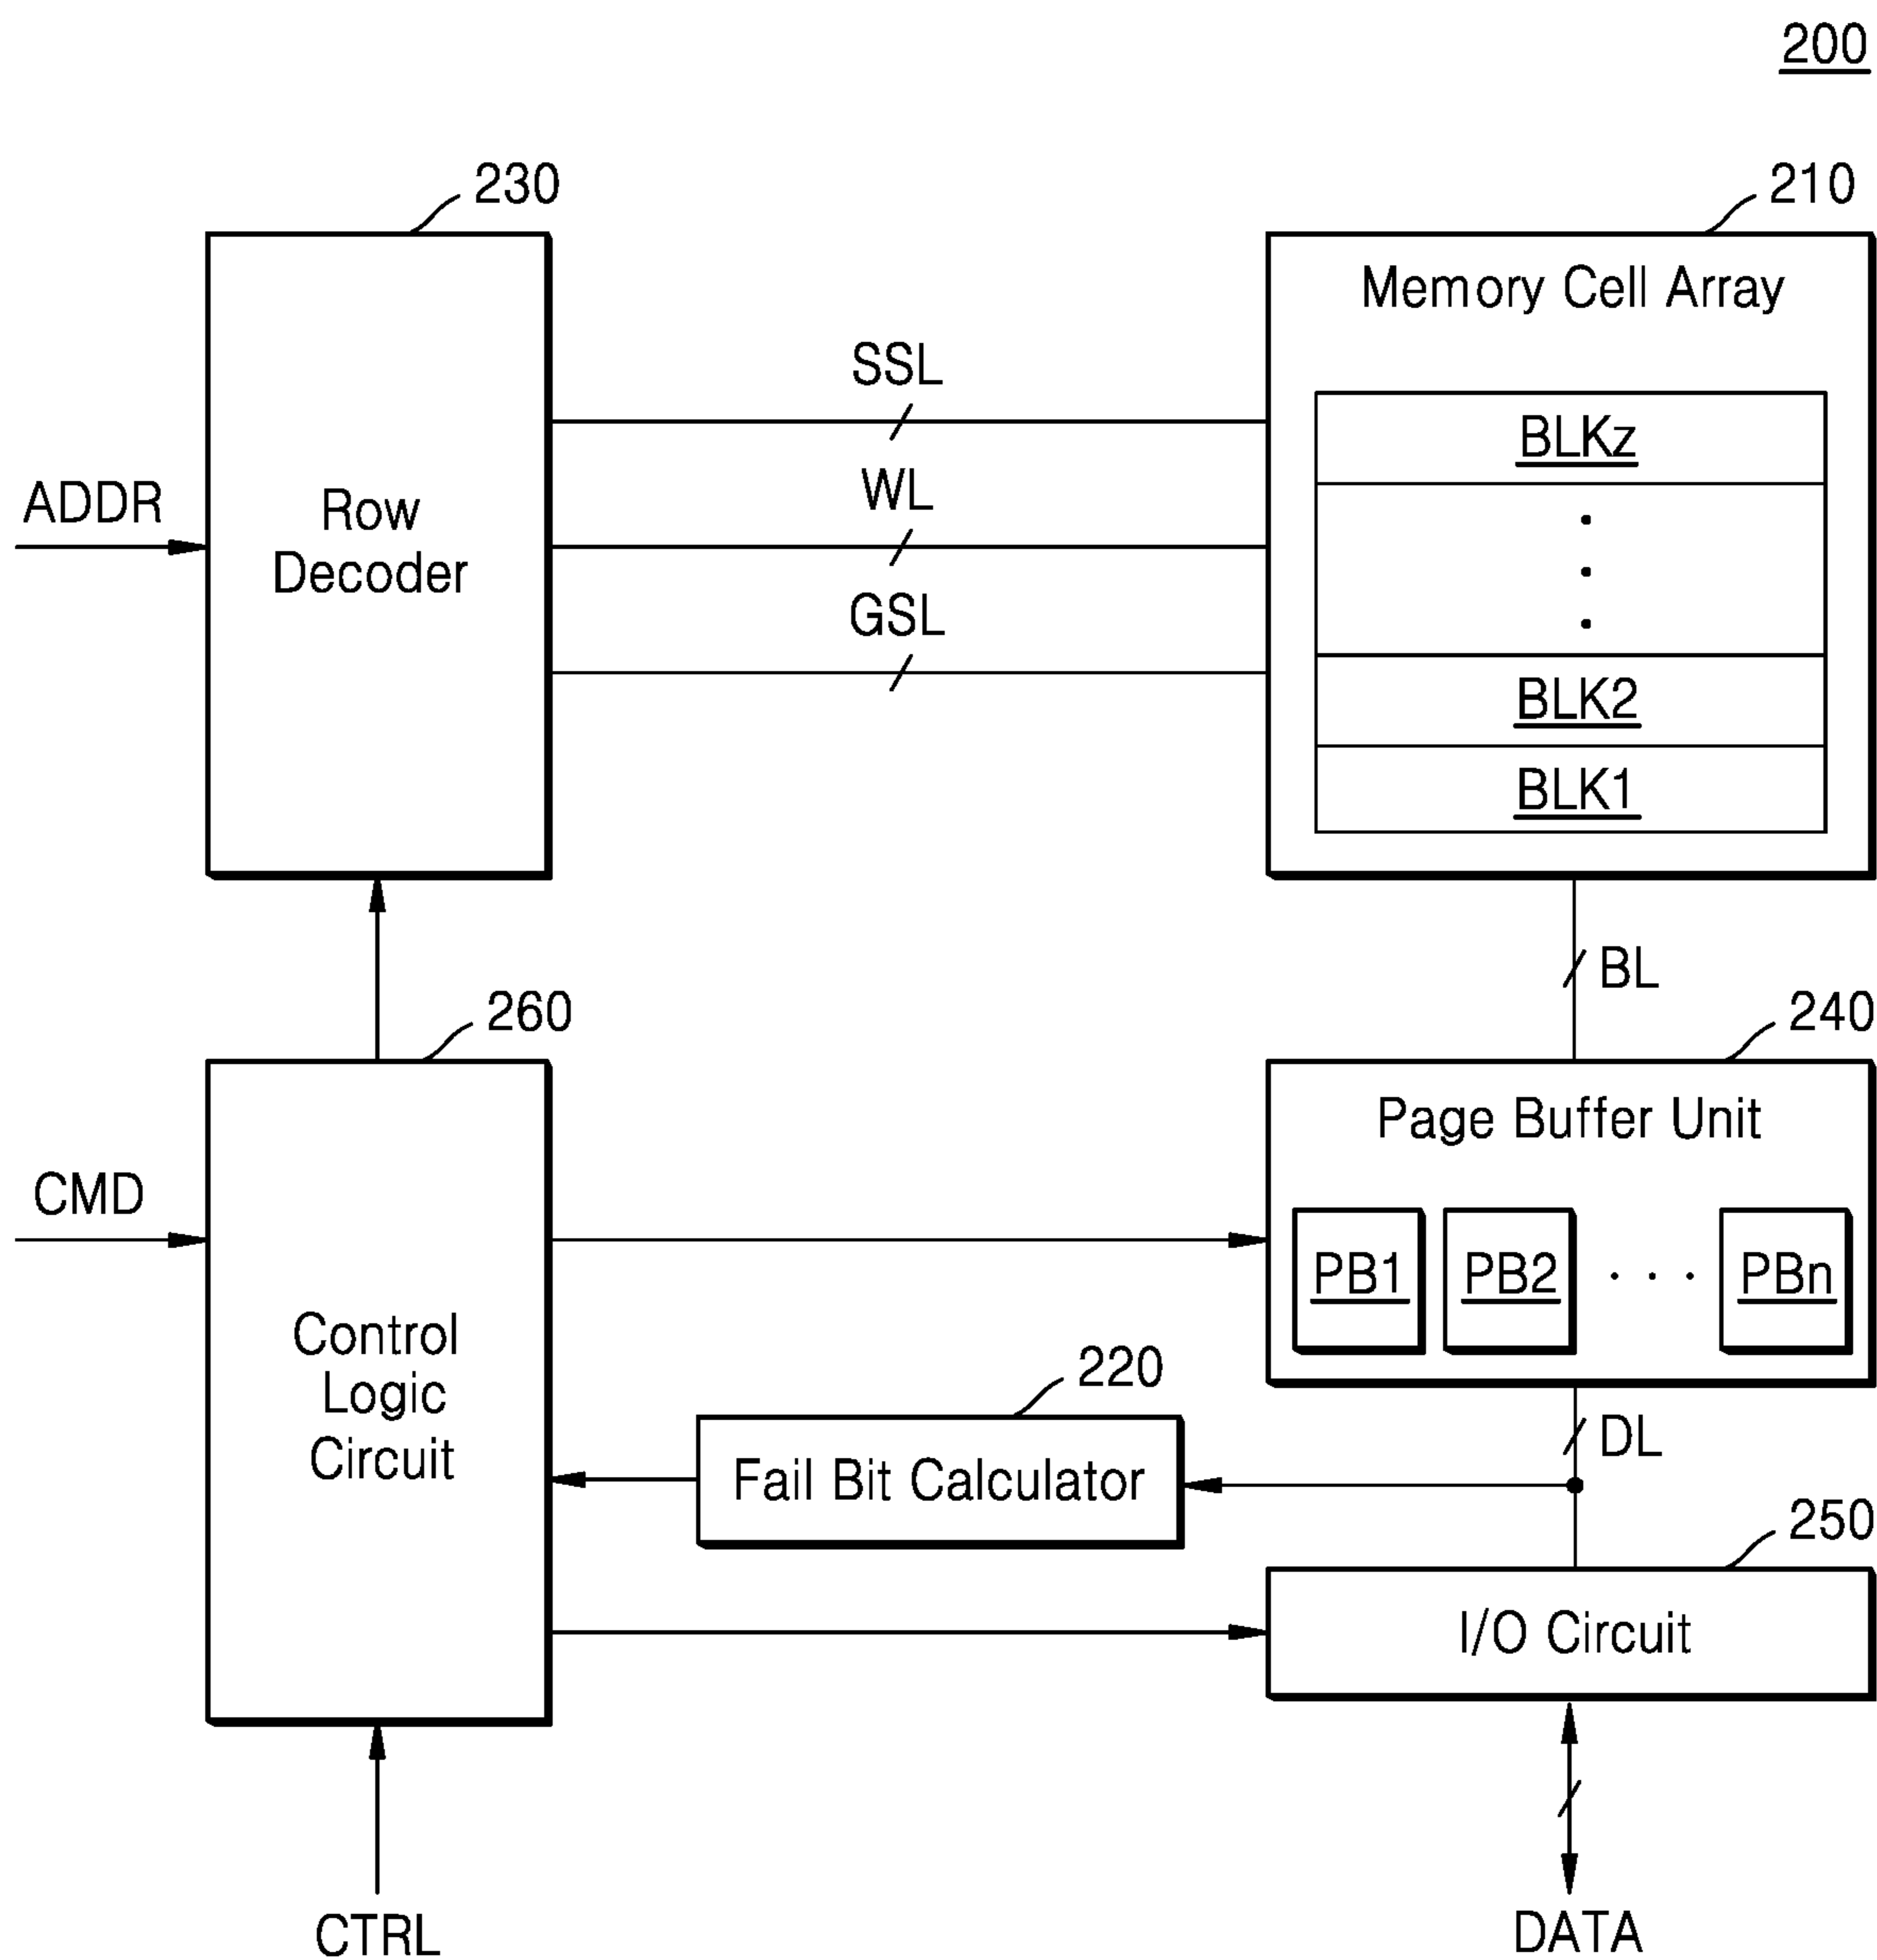 200
230
210
Memory Cell Array
SSL
BLKz
WL
ADDR
Row
Decoder
GSL
BLK2
BLK1
BL
260
240
Page Buffer Unit
CMD
PB1
PB2
. . .
PBn
Control
Logic
Circuit
220
Fail Bit Calculator
DL
250
I/O Circuit
CTRL
DATA